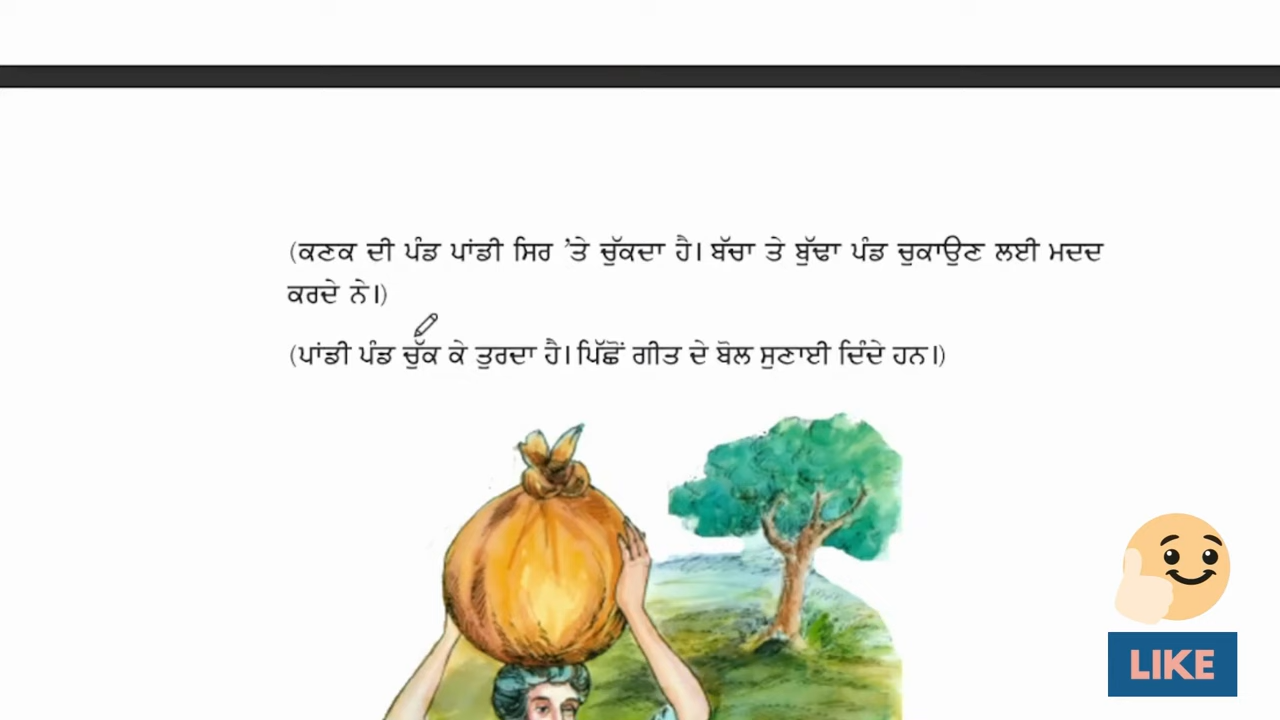 (ਕਣਕ ਦੀ ਪੰਡ ਪਾਂਡੀ ਸਿਰ ’ਤੇ ਚੁੱਕਦਾ ਹੈ। ਬੱਚਾ ਤੇ ਬੁੱਢਾ ਪੰਡ ਚੁਕਾਉਣ ਲਈ ਮਦਦ
ਕਰਦੇ ਨੇ।)
(ਪਾਂਡੀ ਪੰਡ ਚੁੱਕ ਕੇ ਤੁਰਦਾ ਹੈ। ਪਿੱਛੋਂ ਗੀਤ ਦੇ ਬੋਲ ਸੁਣਾਈ ਦਿੰਦੇ ਹਨ।)
LIKE